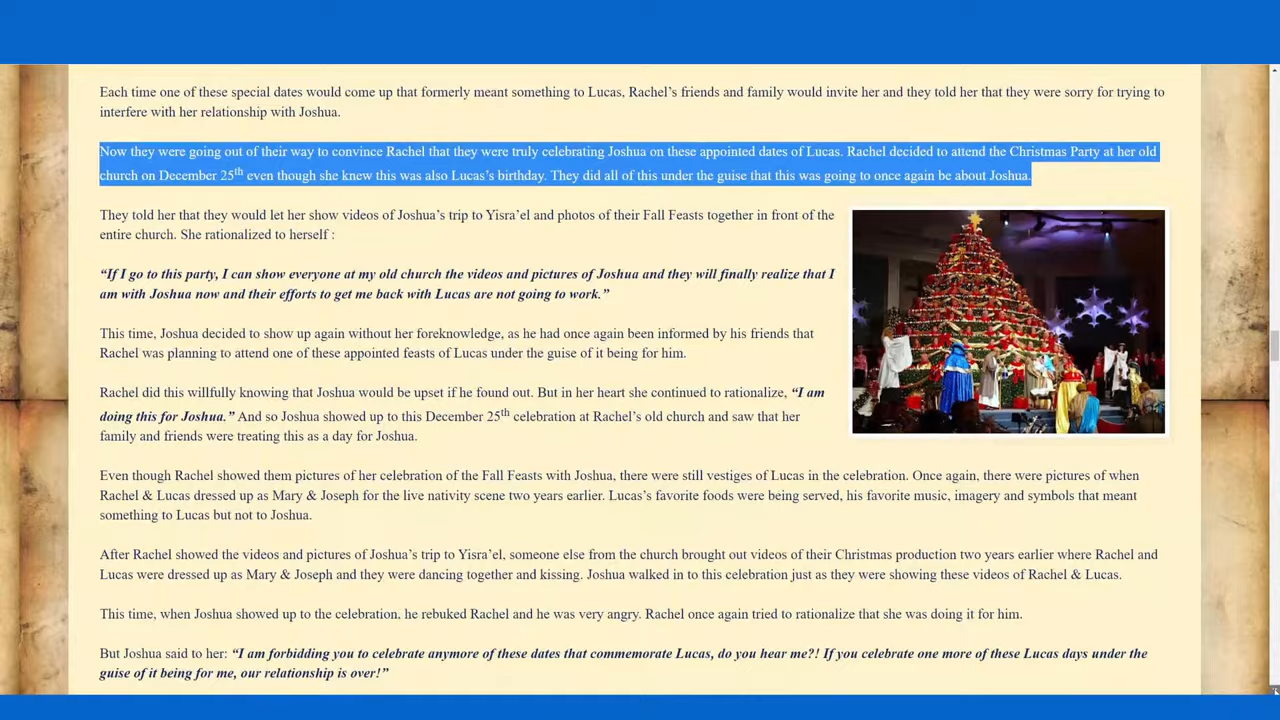 Each time one of these special dates would come up that formerly meant something to Lucas, Rachel’s friends and family would invite her and they told her that they were sorry for trying to
interfere with her relationship with Joshua.
Now they were going out of their way to convince Rachel that they were truly celebrating Joshua on these appointed dates of Lucas. Rachel decided to attend the Christmas Party at her old
church on December 25th even though she knew this was also Lucas’s birthday. They did all of this under the guise that this was going to once again be about Joshua.
They told her that they would let her show videos of Joshua’s trip to Yisra’el and photos of their Fall Feasts together in front of the
entire church. She rationalized to herself :
“If I go to this party, I can show everyone at my old church the videos and pictures of Joshua and they will finally realize that I
am with Joshua now and their efforts to get me back with Lucas are not going to work.”
This time, Joshua decided to show up again without her foreknowledge, as he had once again been informed by his friends that
Rachel was planning to attend one of these appointed feasts of Lucas under the guise of it being for him.
Rachel did this willfully knowing that Joshua would be upset if he found out. But in her heart she continued to rationalize, “I am
doing this for Joshua.” And so Joshua showed up to this December 25th celebration at Rachel’s old church and saw that her
family and friends were treating this as a day for Joshua.
Even though Rachel showed them pictures of her celebration of the Fall Feasts with Joshua, there were still vestiges of Lucas in the celebration. Once again, there were pictures of when
Rachel & Lucas dressed up as Mary & Joseph for the live nativity scene two years earlier. Lucas’s favorite foods were being served, his favorite music, imagery and symbols that meant
something to Lucas but not to Joshua.
After Rachel showed the videos and pictures of Joshua’s trip to Yisra’el, someone else from the church brought out videos of their Christmas production two years earlier where Rachel and
Lucas were dressed up as Mary & Joseph and they were dancing together and kissing. Joshua walked in to this celebration just as they were showing these videos of Rachel & Lucas.
This time, when Joshua showed up to the celebration, he rebuked Rachel and he was very angry. Rachel once again tried to rationalize that she was doing it for him.
But Joshua said to her: “I am forbidding you to celebrate anymore of these dates that commemorate Lucas, do you hear me?! If you celebrate one more of these Lucas days under the
guise of it being for me, our relationship is over!”